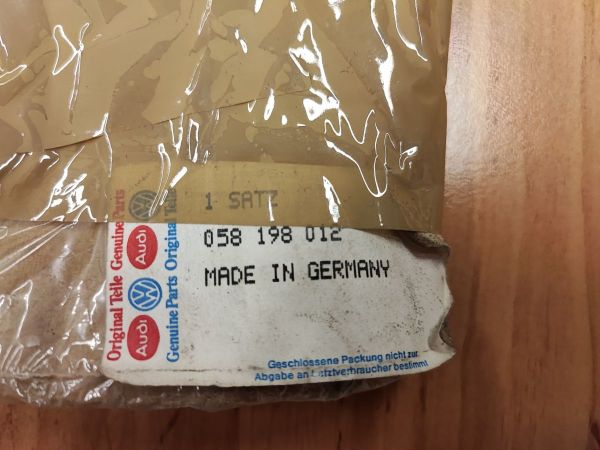 1 SATZ
058 198 012
MADE IN GERMANY
Original Teile Genuine Parts
Audi
Audi
Genuine Parts Original Teile
Geschlossene Packung nicht zur
Abgabe an Letztverbraucher bestimmt